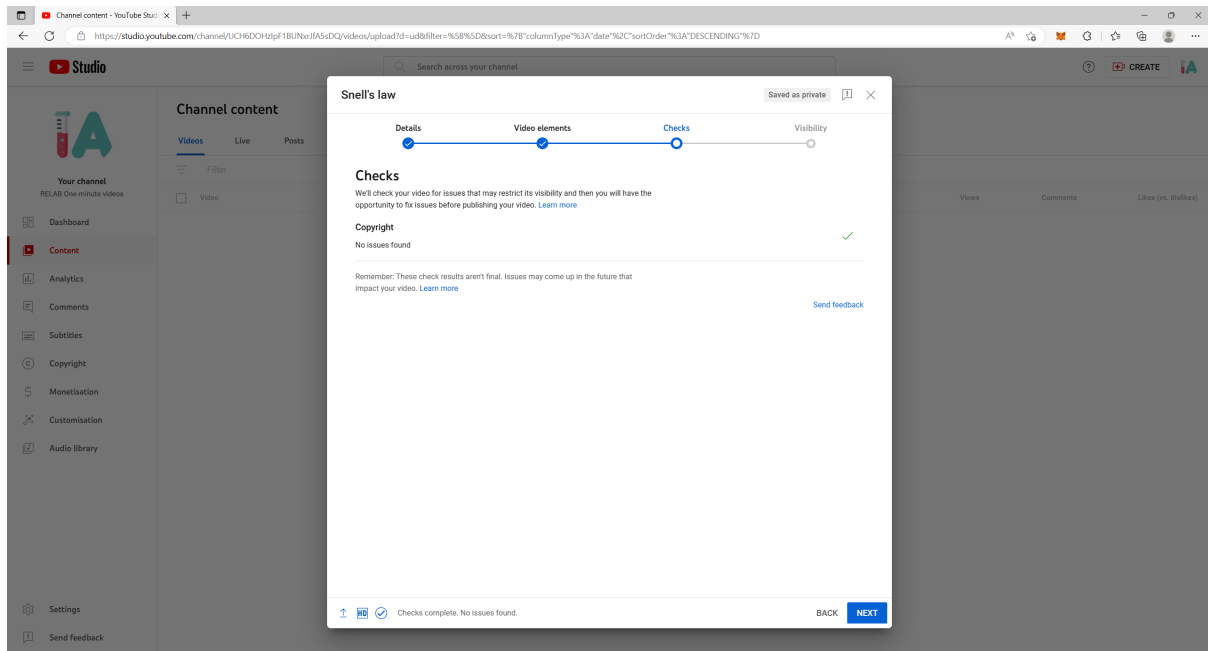 Channel content - YouTube Studi
https://studio.youtube.com/channel/UCH6DOHzIpF1BUNxrJfA5sDQ/videos/upload?d=ud&filter=%5B%5D&sort=%7B"columnType"%3A"date"%2C"sortOrder"%3A"DESCENDING"%7D
Studio
Search across your channel
CREATE
Your channel
RELAB One-minute videos
Dashboard
Content
Analytics
Comments
Subtitles
Copyright
Monetisation
Customisation
Audio library
Settings
Send feedback
Channel content
Videos Live Posts
Filter
Video
Views Comments Likes (vs. dislikes)
Snell's law
Saved as private
Details Video elements Checks Visibility
Checks
We'll check your video for issues that may restrict its visibility and then you will have the
opportunity to fix issues before publishing your video. Learn more
Copyright
No issues found
Remember: These check results aren't final. Issues may come up in the future that
impact your video. Learn more
Send feedback
HD Checks complete. No issues found.
BACK NEXT